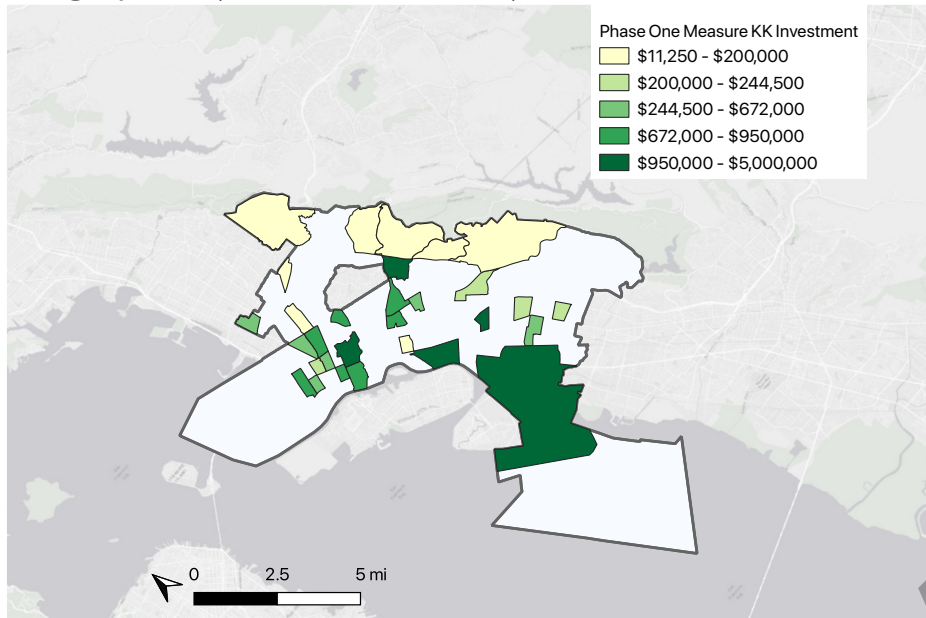 Phase One Measure KK Investment
$11,250 - $200,000
$200,000 - $244,500
$244,500 - $672,000
$672,000 - $950,000
$950,000 - $5,000,000
0 2.5 5 mi